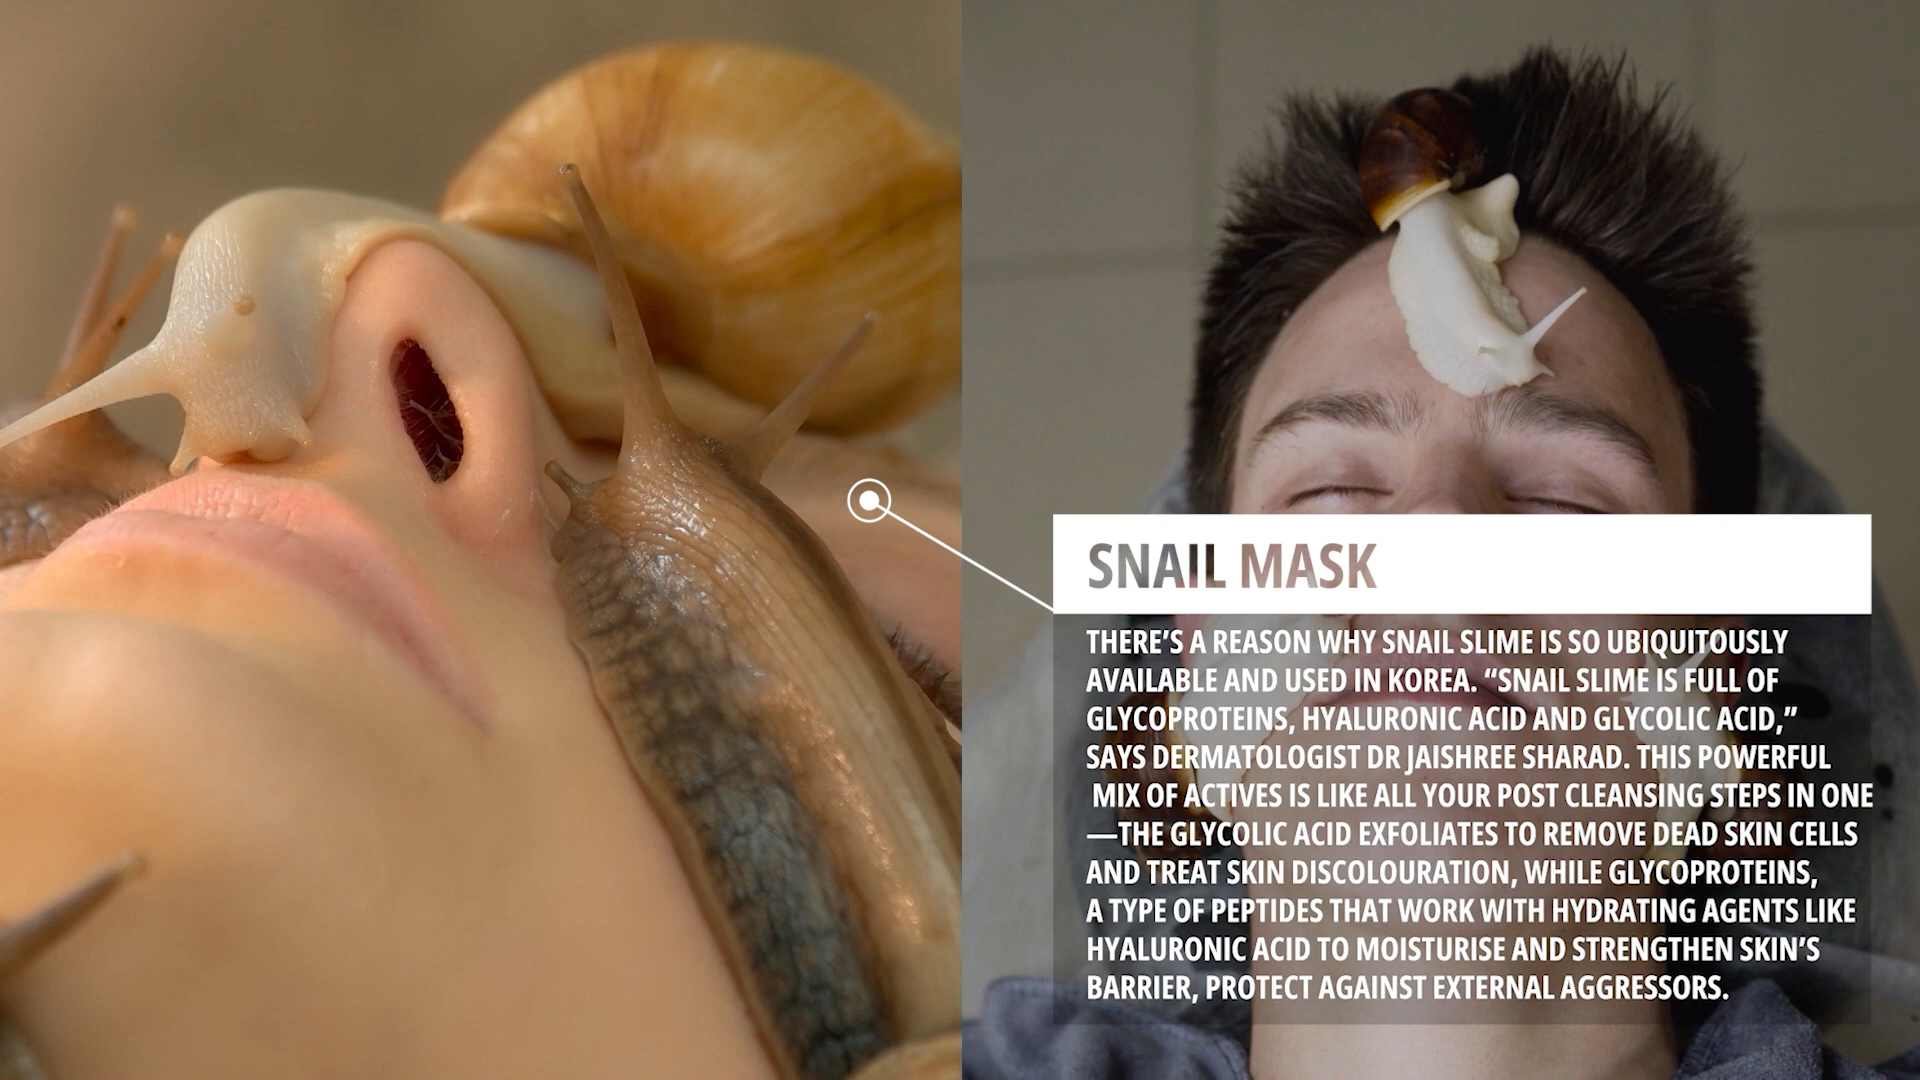 SNAIL MASK
THERE'S A REASON WHY SNAIL SLIME IS SO UBIQUITOUSLY
AVAILABLE AND USED IN KOREA. “SNAIL SLIME IS FULL OF
GLYCOPROTEINS, HYALURONIC ACID AND GLYCOLIC ACID,”
SAYS DERMATOLOGIST DR JAISHREE SHARAD. THIS POWERFUL
MIX OF ACTIVES IS LIKE ALL YOUR POST CLEANSING STEPS IN ONE
—THE GLYCOLIC ACID EXFOLIATES TO REMOVE DEAD SKIN CELLS
AND TREAT SKIN DISCOLOURATION, WHILE GLYCOPROTEINS,
A TYPE OF PEPTIDES THAT WORK WITH HYDRATING AGENTS LIKE
HYALURONIC ACID TO MOISTURISE AND STRENGTHEN SKIN'S
BARRIER, PROTECT AGAINST EXTERNAL AGGRESSORS.